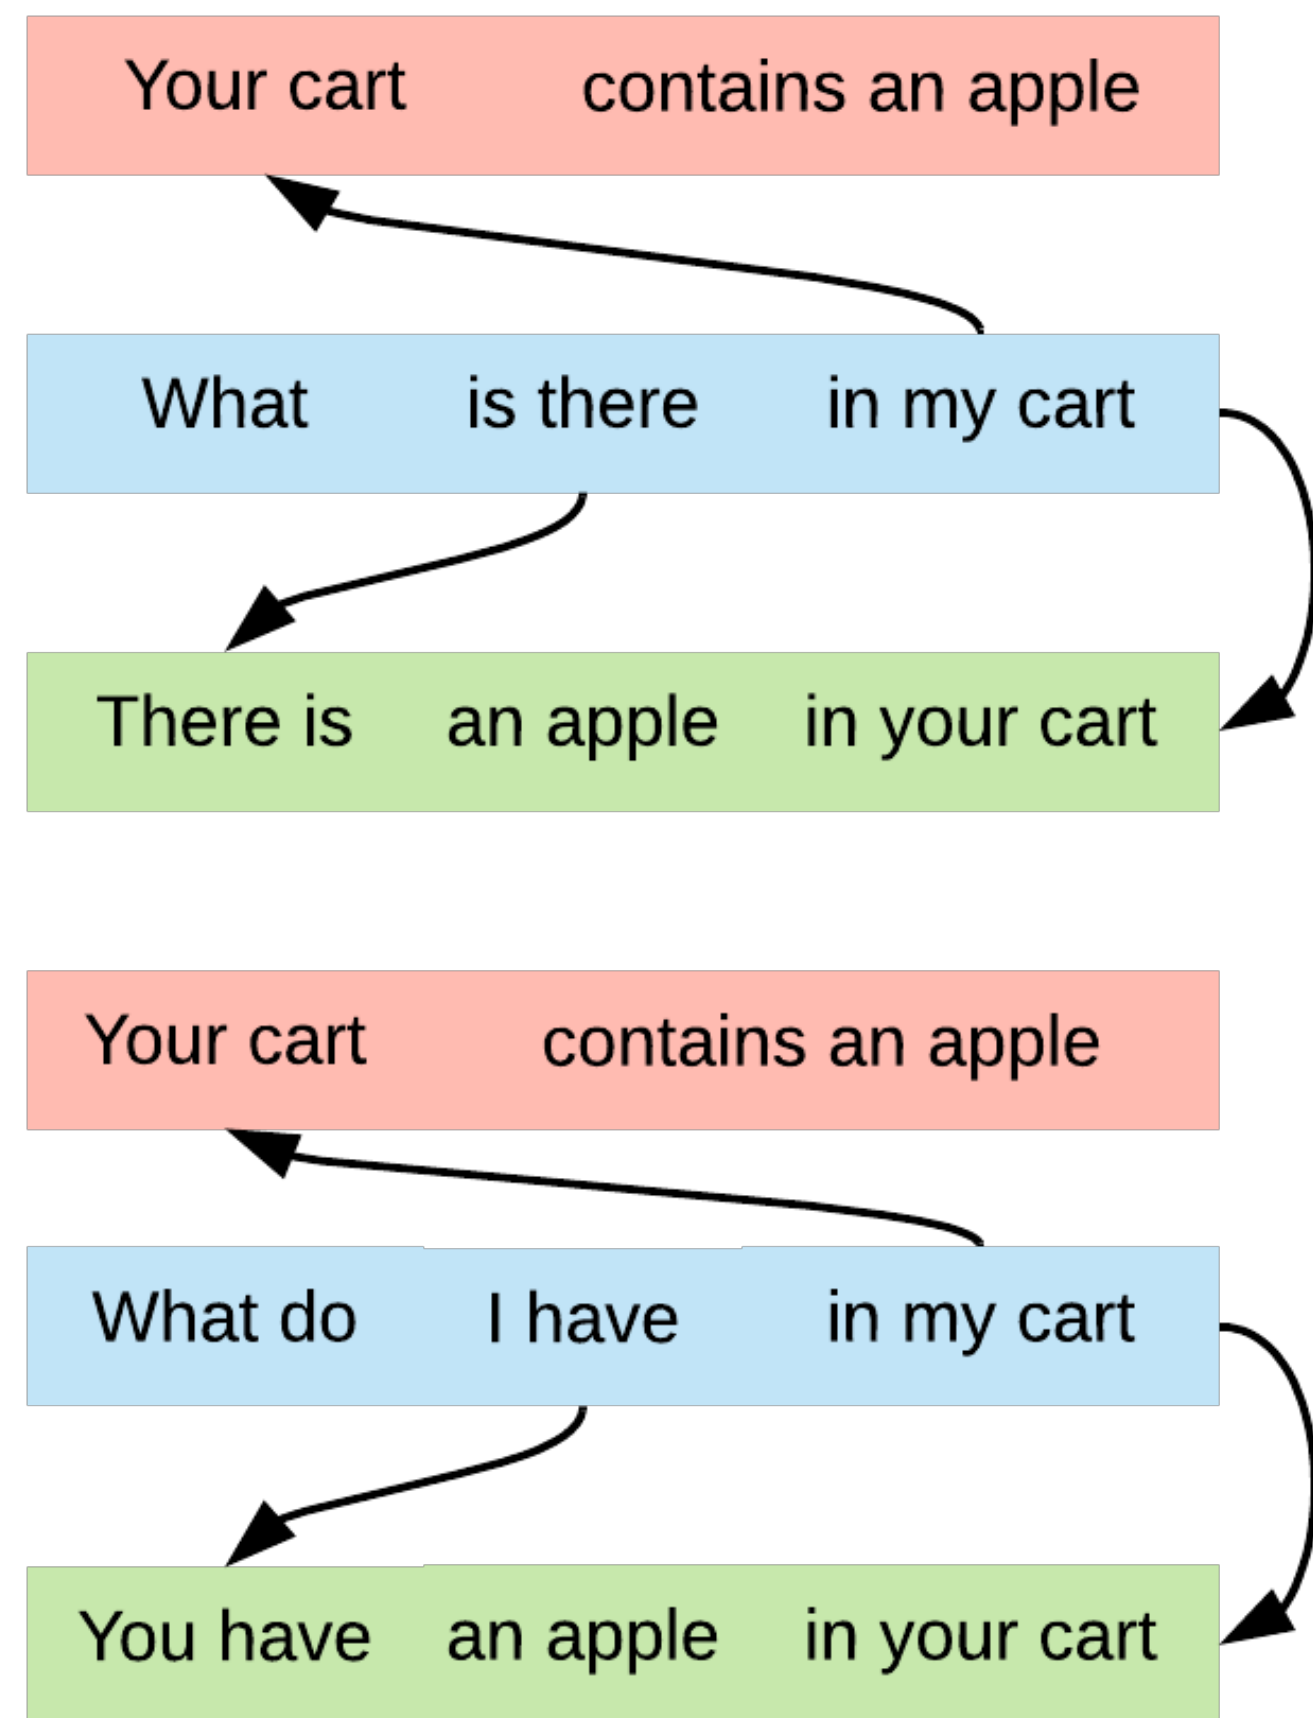 Your cart contains an apple
What is there in my cart
There is an apple in your cart
Your cart contains an apple
What do I have in my cart
You have an apple in your cart